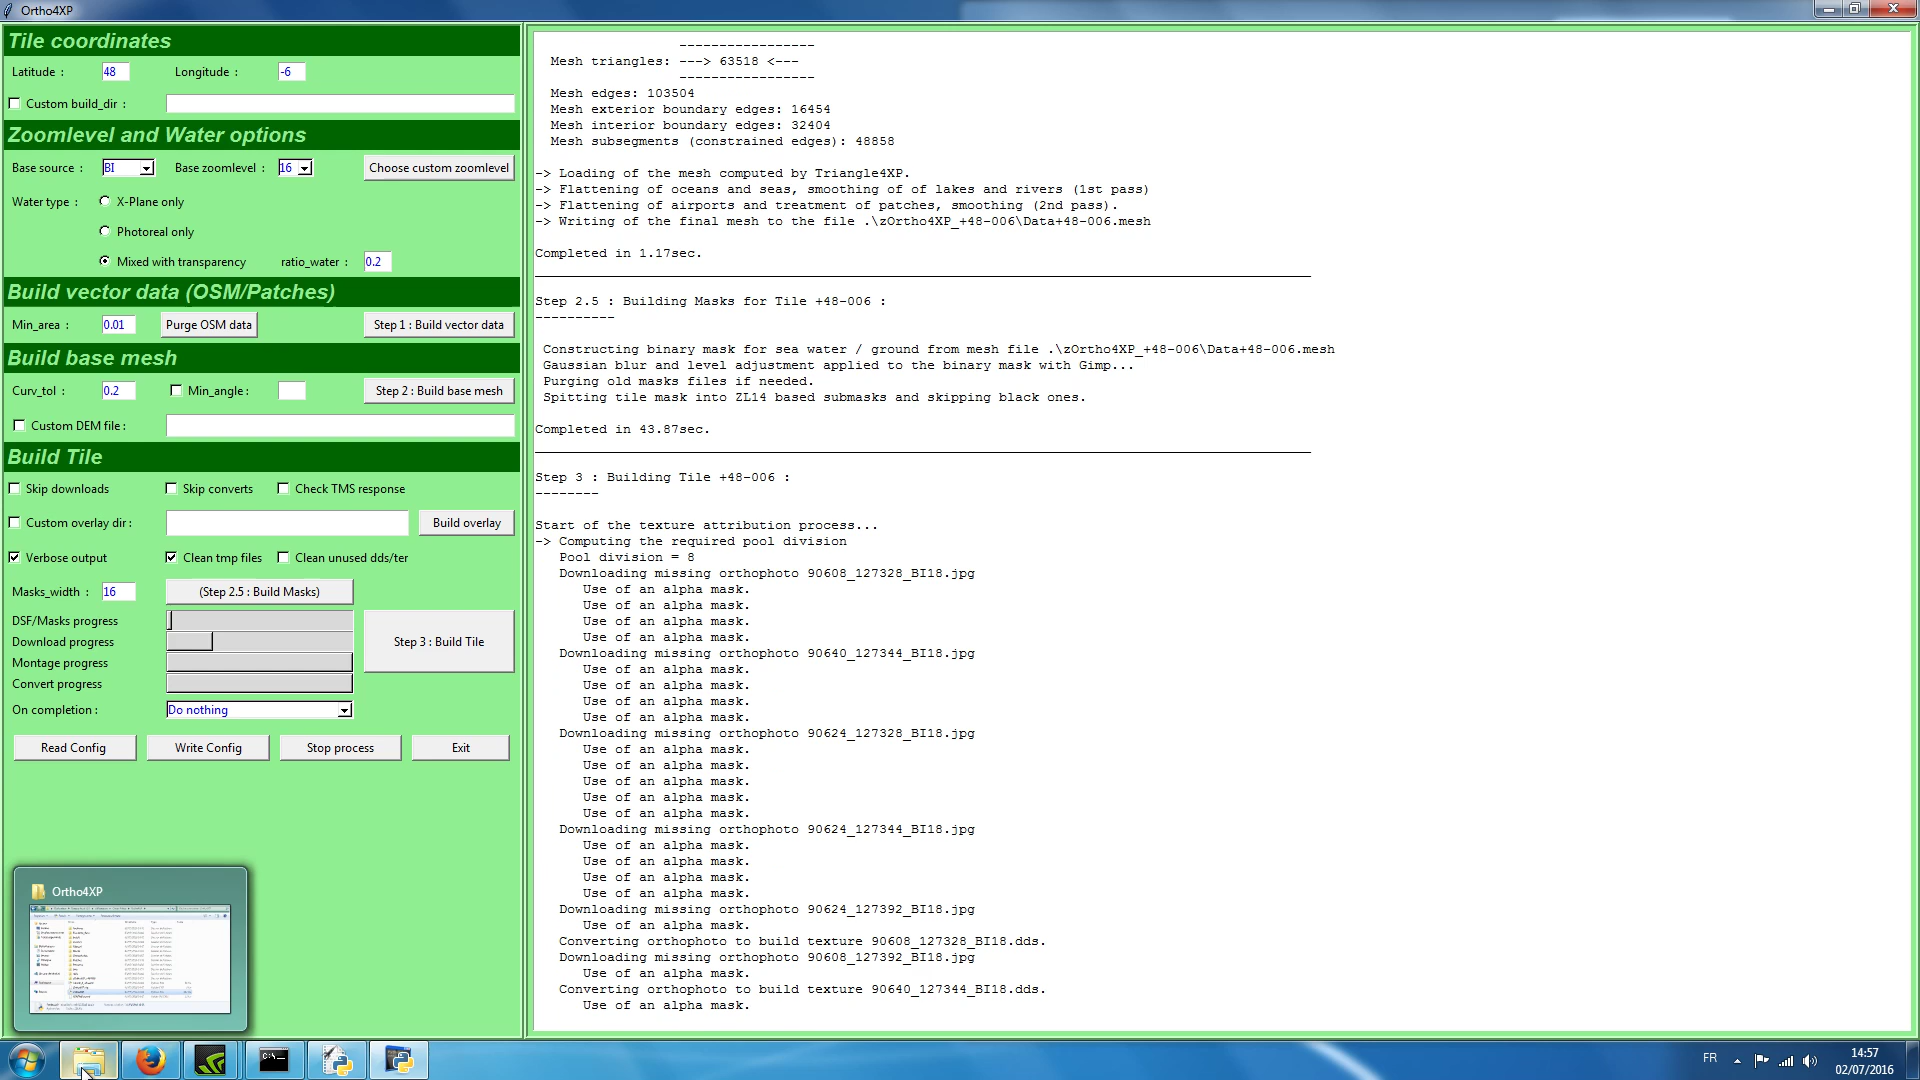 Ortho4XP
Tile coordinates
Latitude : 48 Longitude : -6
Custom build_dir :
Zoomlevel and Water options
Base source : BI Base zoomlevel : 16 Choose custom zoomlevel
Water type : X-Plane only
Photoreal only
Mixed with transparency ratio_water : 0.2
Build vector data (OSM/Patches)
Min_area : 0.01 Purge OSM data Step 1 : Build vector data
Build base mesh
Curv_tol : 0.2 Min_angle : Step 2 : Build base mesh
Custom DEM file :
Build Tile
Skip downloads Skip converts Check TMS response
Custom overlay dir : Build overlay
Verbose output Clean tmp files Clean unused dds/ter
Masks_width : 16 (Step 2.5 : Build Masks)
DSF/Masks progress
Download progress
Step 3 : Build Tile
Montage progress
Convert progress
On completion : Do nothing
Read Config Write Config Stop process Exit
Ortho4XP
-----------------
Mesh triangles: ---> 63518 <---
-----------------
Mesh edges: 103504
Mesh exterior boundary edges: 16454
Mesh interior boundary edges: 32404
Mesh subsegments (constrained edges): 48858
-> Loading of the mesh computed by Triangle4XP.
-> Flattening of oceans and seas, smoothing of of lakes and rivers (1st pass)
-> Flattening of airports and treatment of patches, smoothing (2nd pass).
-> Writing of the final mesh to the file .\zOrtho4XP_+48-006\Data+48-006.mesh
Completed in 1.17sec.
Step 2.5 : Building Masks for Tile +48-006 :
----------
Constructing binary mask for sea water / ground from mesh file .\zOrtho4XP_+48-006\Data+48-006.mesh
Gaussian blur and level adjustment applied to the binary mask with Gimp...
Purging old masks files if needed.
Spitting tile mask into ZL14 based submasks and skipping black ones.
Completed in 43.87sec.
Step 3 : Building Tile +48-006 :
--------
Start of the texture attribution process...
-> Computing the required pool division
Pool division = 8
Downloading missing orthophoto 90608_127328_BI18.jpg
Use of an alpha mask.
Use of an alpha mask.
Use of an alpha mask.
Use of an alpha mask.
Downloading missing orthophoto 90640_127344_BI18.jpg
Use of an alpha mask.
Use of an alpha mask.
Use of an alpha mask.
Use of an alpha mask.
Downloading missing orthophoto 90624_127328_BI18.jpg
Use of an alpha mask.
Use of an alpha mask.
Use of an alpha mask.
Use of an alpha mask.
Use of an alpha mask.
Downloading missing orthophoto 90624_127344_BI18.jpg
Use of an alpha mask.
Use of an alpha mask.
Use of an alpha mask.
Use of an alpha mask.
Downloading missing orthophoto 90624_127392_BI18.jpg
Use of an alpha mask.
Converting orthophoto to build texture 90608_127328_BI18.dds.
Downloading missing orthophoto 90608_127392_BI18.jpg
Use of an alpha mask.
Converting orthophoto to build texture 90640_127344_BI18.dds.
Use of an alpha mask.
FR 14:57
02/07/2016